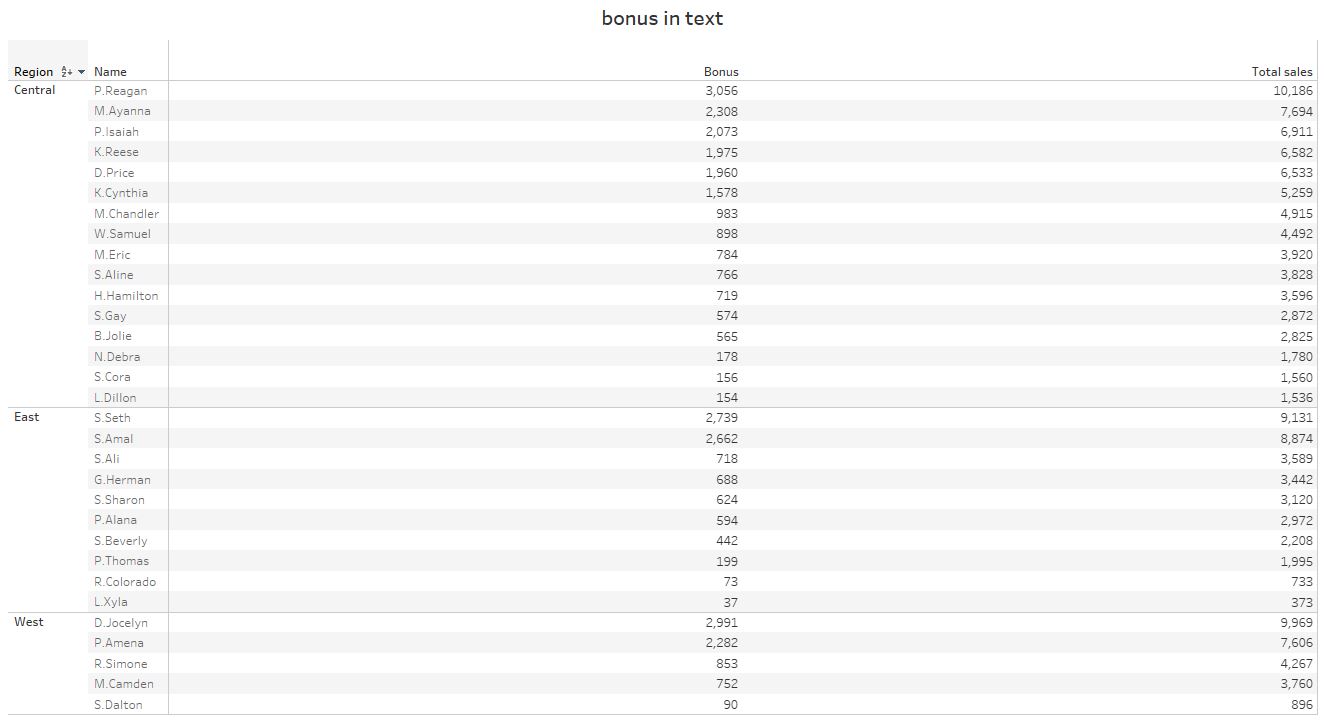 bonus in text
Region Name Bonus Total sales
Central P.Reagan 3,056 10,186
M.Ayanna 2,308 7,694
P.Isaiah 2,073 6,911
K.Reese 1,975 6,582
D.Price 1,960 6,533
K.Cynthia 1,578 5,259
M.Chandler 983 4,915
W.Samuel 898 4,492
M.Eric 784 3,920
S.Aline 766 3,828
H.Hamilton 719 3,596
S.Gay 574 2,872
B.Jolie 565 2,825
N.Debra 178 1,780
S.Cora 156 1,560
L.Dillon 154 1,536
East S.Seth 2,739 9,131
S.Amal 2,662 8,874
S.Ali 718 3,589
G.Herman 688 3,442
S.Sharon 624 3,120
P.Alana 594 2,972
S.Beverly 442 2,208
P.Thomas 199 1,995
R.Colorado 73 733
L.Xyla 37 373
West D.Jocelyn 2,991 9,969
P.Amena 2,282 7,606
R.Simone 853 4,267
M.Camden 752 3,760
S.Dalton 90 896